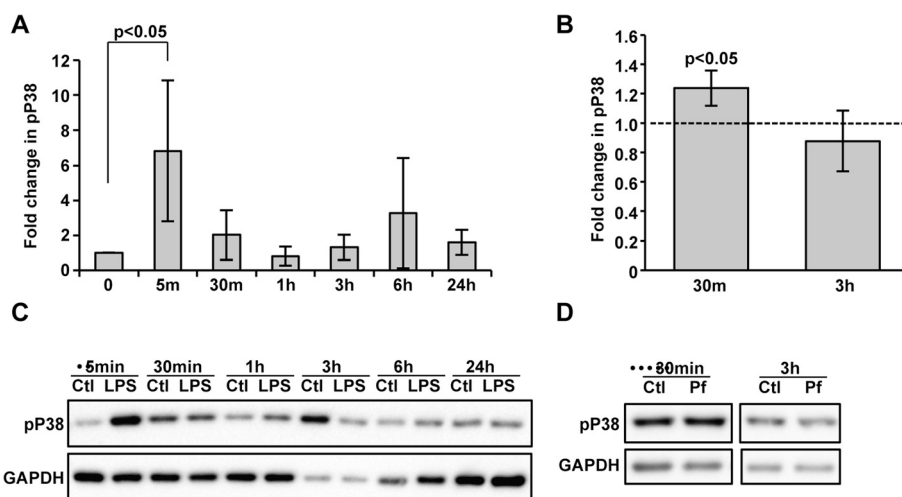 A
p<0.05
Fold change in pP38
12
10
8
6
4
2
0
0 5m 30m 1h 3h 6h 24h
B
p<0.05
Fold change in pP38
1.6
1.4
1.2
1.0
0.8
0.6
0.4
0.2
0
30m 3h
C
5min 30min 1h 3h 6h 24h
Ctl LPS Ctl LPS Ctl LPS Ctl LPS Ctl LPS Ctl LPS
pP38
GAPDH
D
30min 3h
Ctl Pf Ctl Pf
pP38
GAPDH